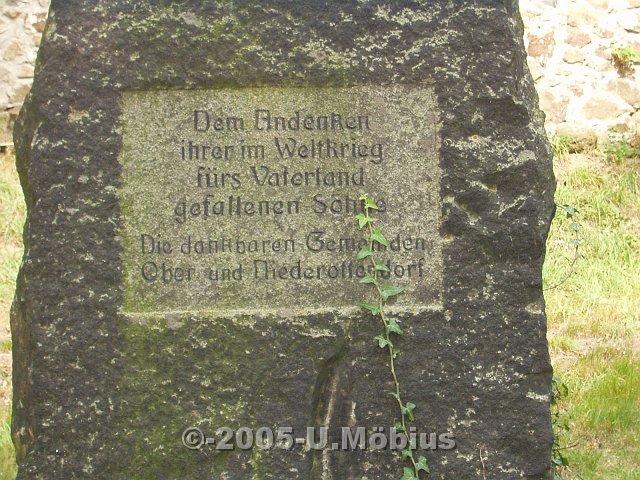 Dem Andenken
ihrer im Weltkrieg
fürs Vaterland
gefallenen Söhne
Die dankbaren Gemeinden
Ober- und Niederottendorf
©-2005-U.Möbius